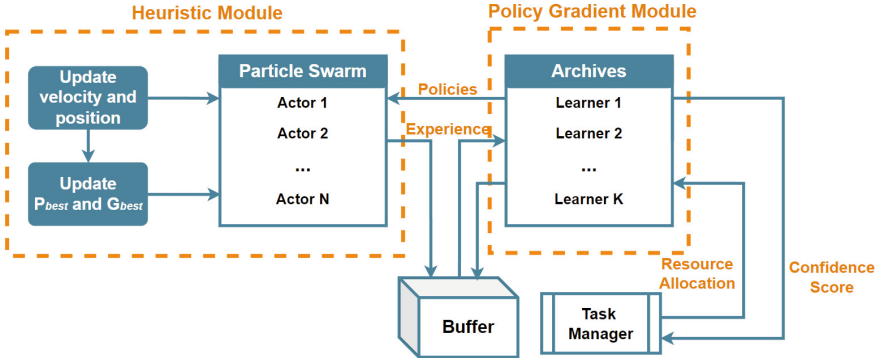 Heuristic Module
Policy Gradient Module
Update
velocity and
position
Update
Pbest and Gbest
Particle Swarm
Actor 1
Actor 2
...
Actor N
Policies
Experience
Archives
Learner 1
Learner 2
...
Learner K
Resource
Allocation
Confidence
Score
Buffer
Task
Manager